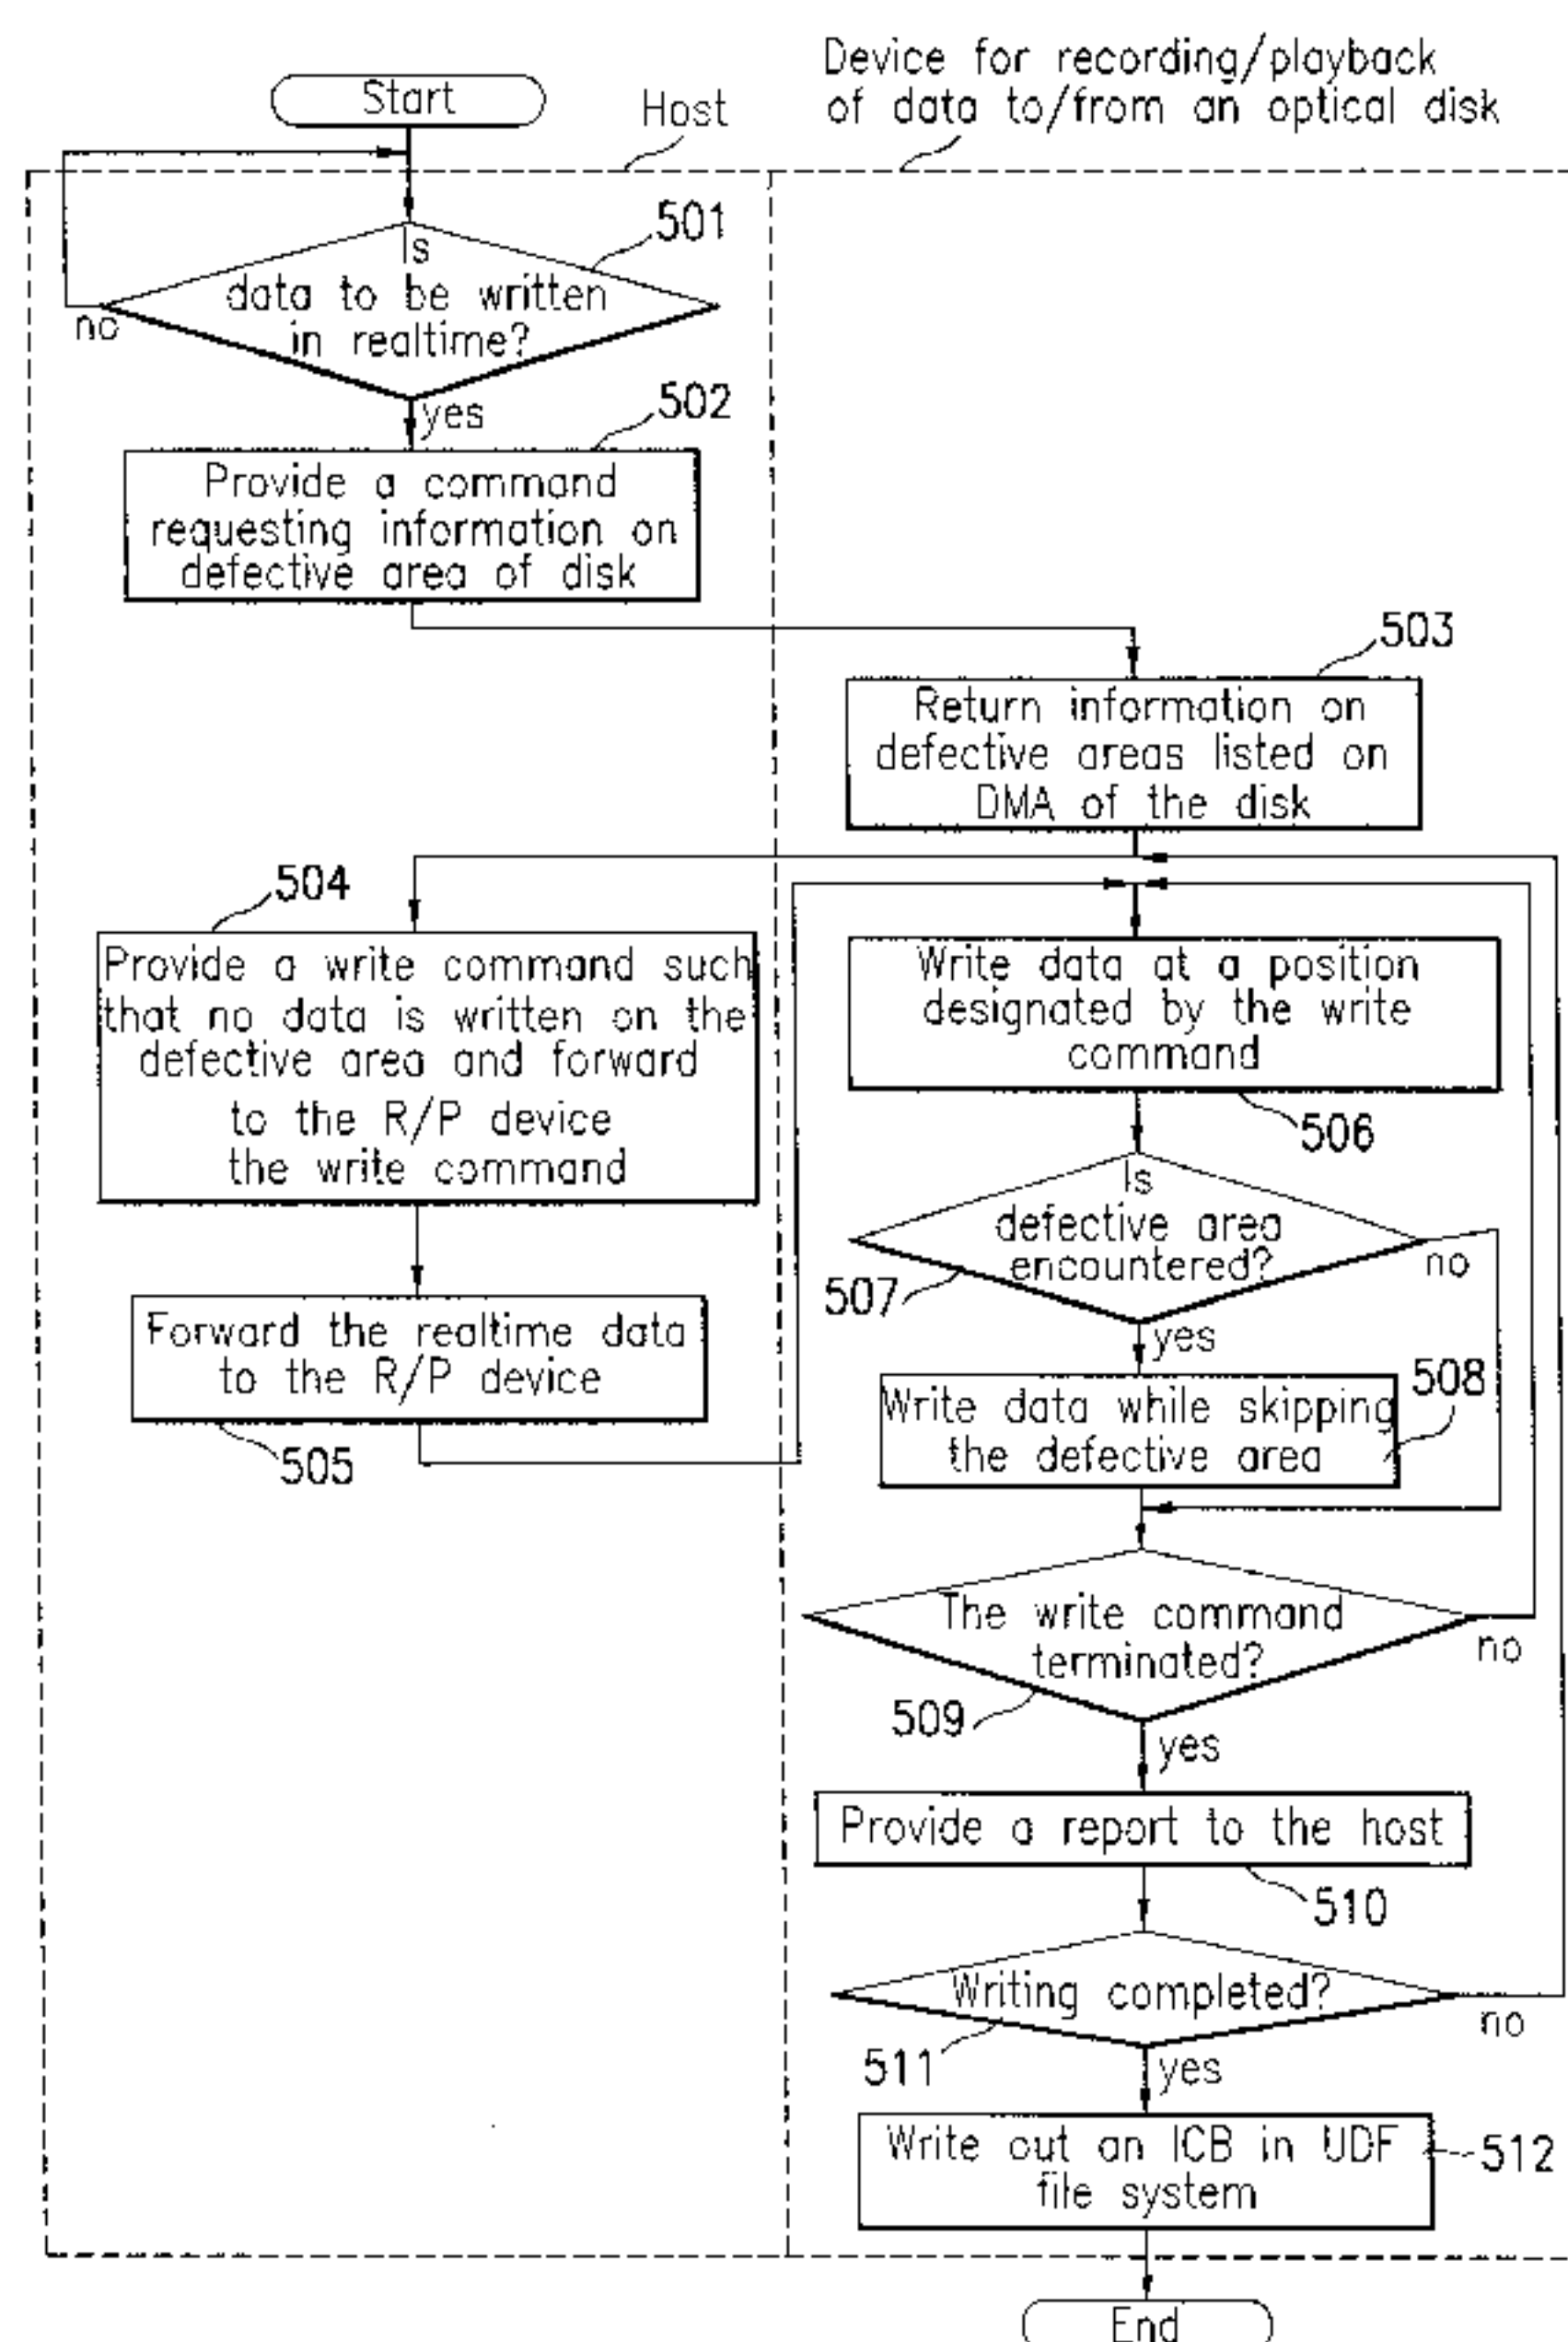 Start
Host
Device for recording/playback
of data to/from an optical disk
501
Is
data to be written
in realtime?
no
yes
502
Provide a command
requesting information on
defective area of disk
503
Return information on
defective areas listed on
DMA of the disk
504
Provide a write command such
that no data is written on the
defective area and forward
to the R/P device
the write command
Forward the realtime data
to the R/P device
505
Write data at a position
designated by the write
command
506
Is
defective area
encountered?
no
507
yes
508
Write data while skipping
the defective area
The write command
terminated?
no
509
yes
Provide a report to the host
510
Writing completed?
no
511
yes
Write out an ICB in UDF
file system
512
End